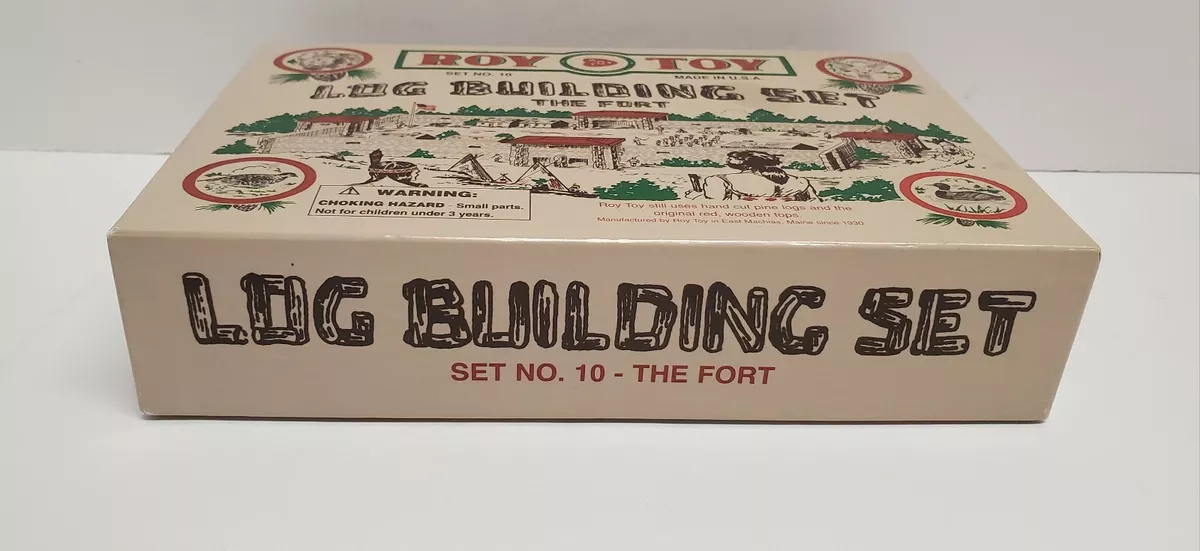 ROY TOY
SET NO. 10 MADE IN U.S.A.
LOG BUILDING SET
THE FORT
WARNING:
CHOKING HAZARD - Small parts.
Not for children under 3 years.
Roy Toy still uses hand cut pine logs and the
original red, wooden tops.
Manufactured by Roy Toy in East Machias, Maine since 1930
LOG BUILDING SET
SET NO. 10 - THE FORT